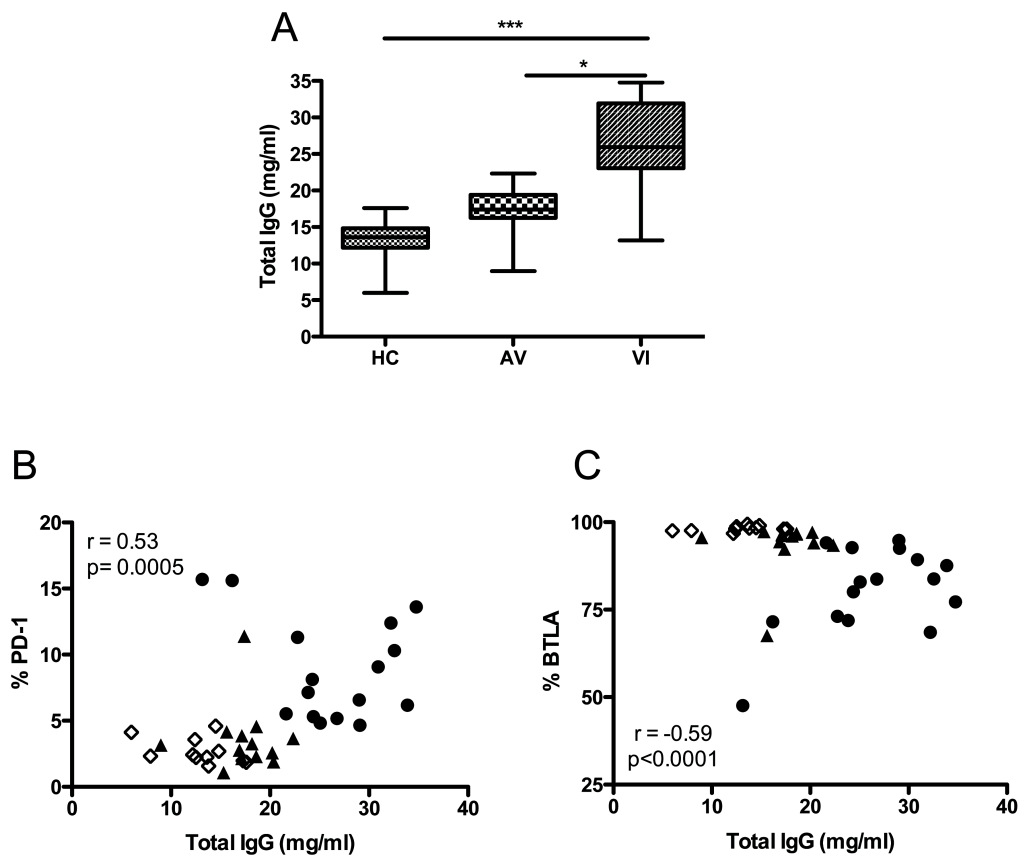 A
***
*
35
30
25
20
15
10
5
0
Total IgG (mg/ml)
HC AV VI
B
r = 0.53
p= 0.0005
20
15
10
5
0
% PD-1
0 10 20 30 40
Total IgG (mg/ml)
C
100
75
50
25
% BTLA
r = -0.59
p<0.0001
0 10 20 30 40
Total IgG (mg/ml)